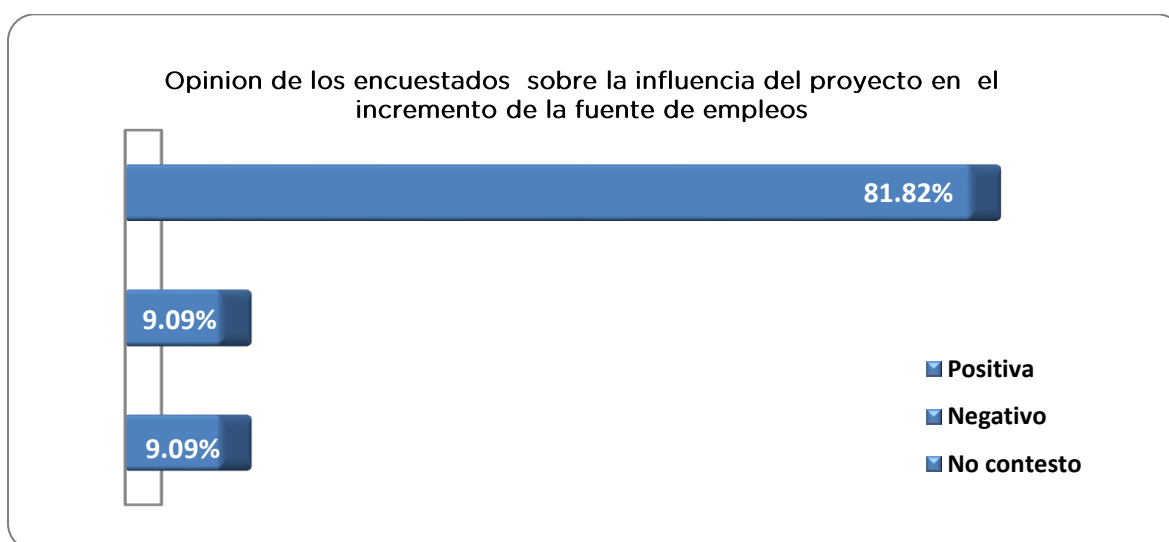 Opinion de los encuestados sobre la influencia del proyecto en el
incremento de la fuente de empleos
81.82%
9.09%
9.09%
Positiva
Negativo
No contesto